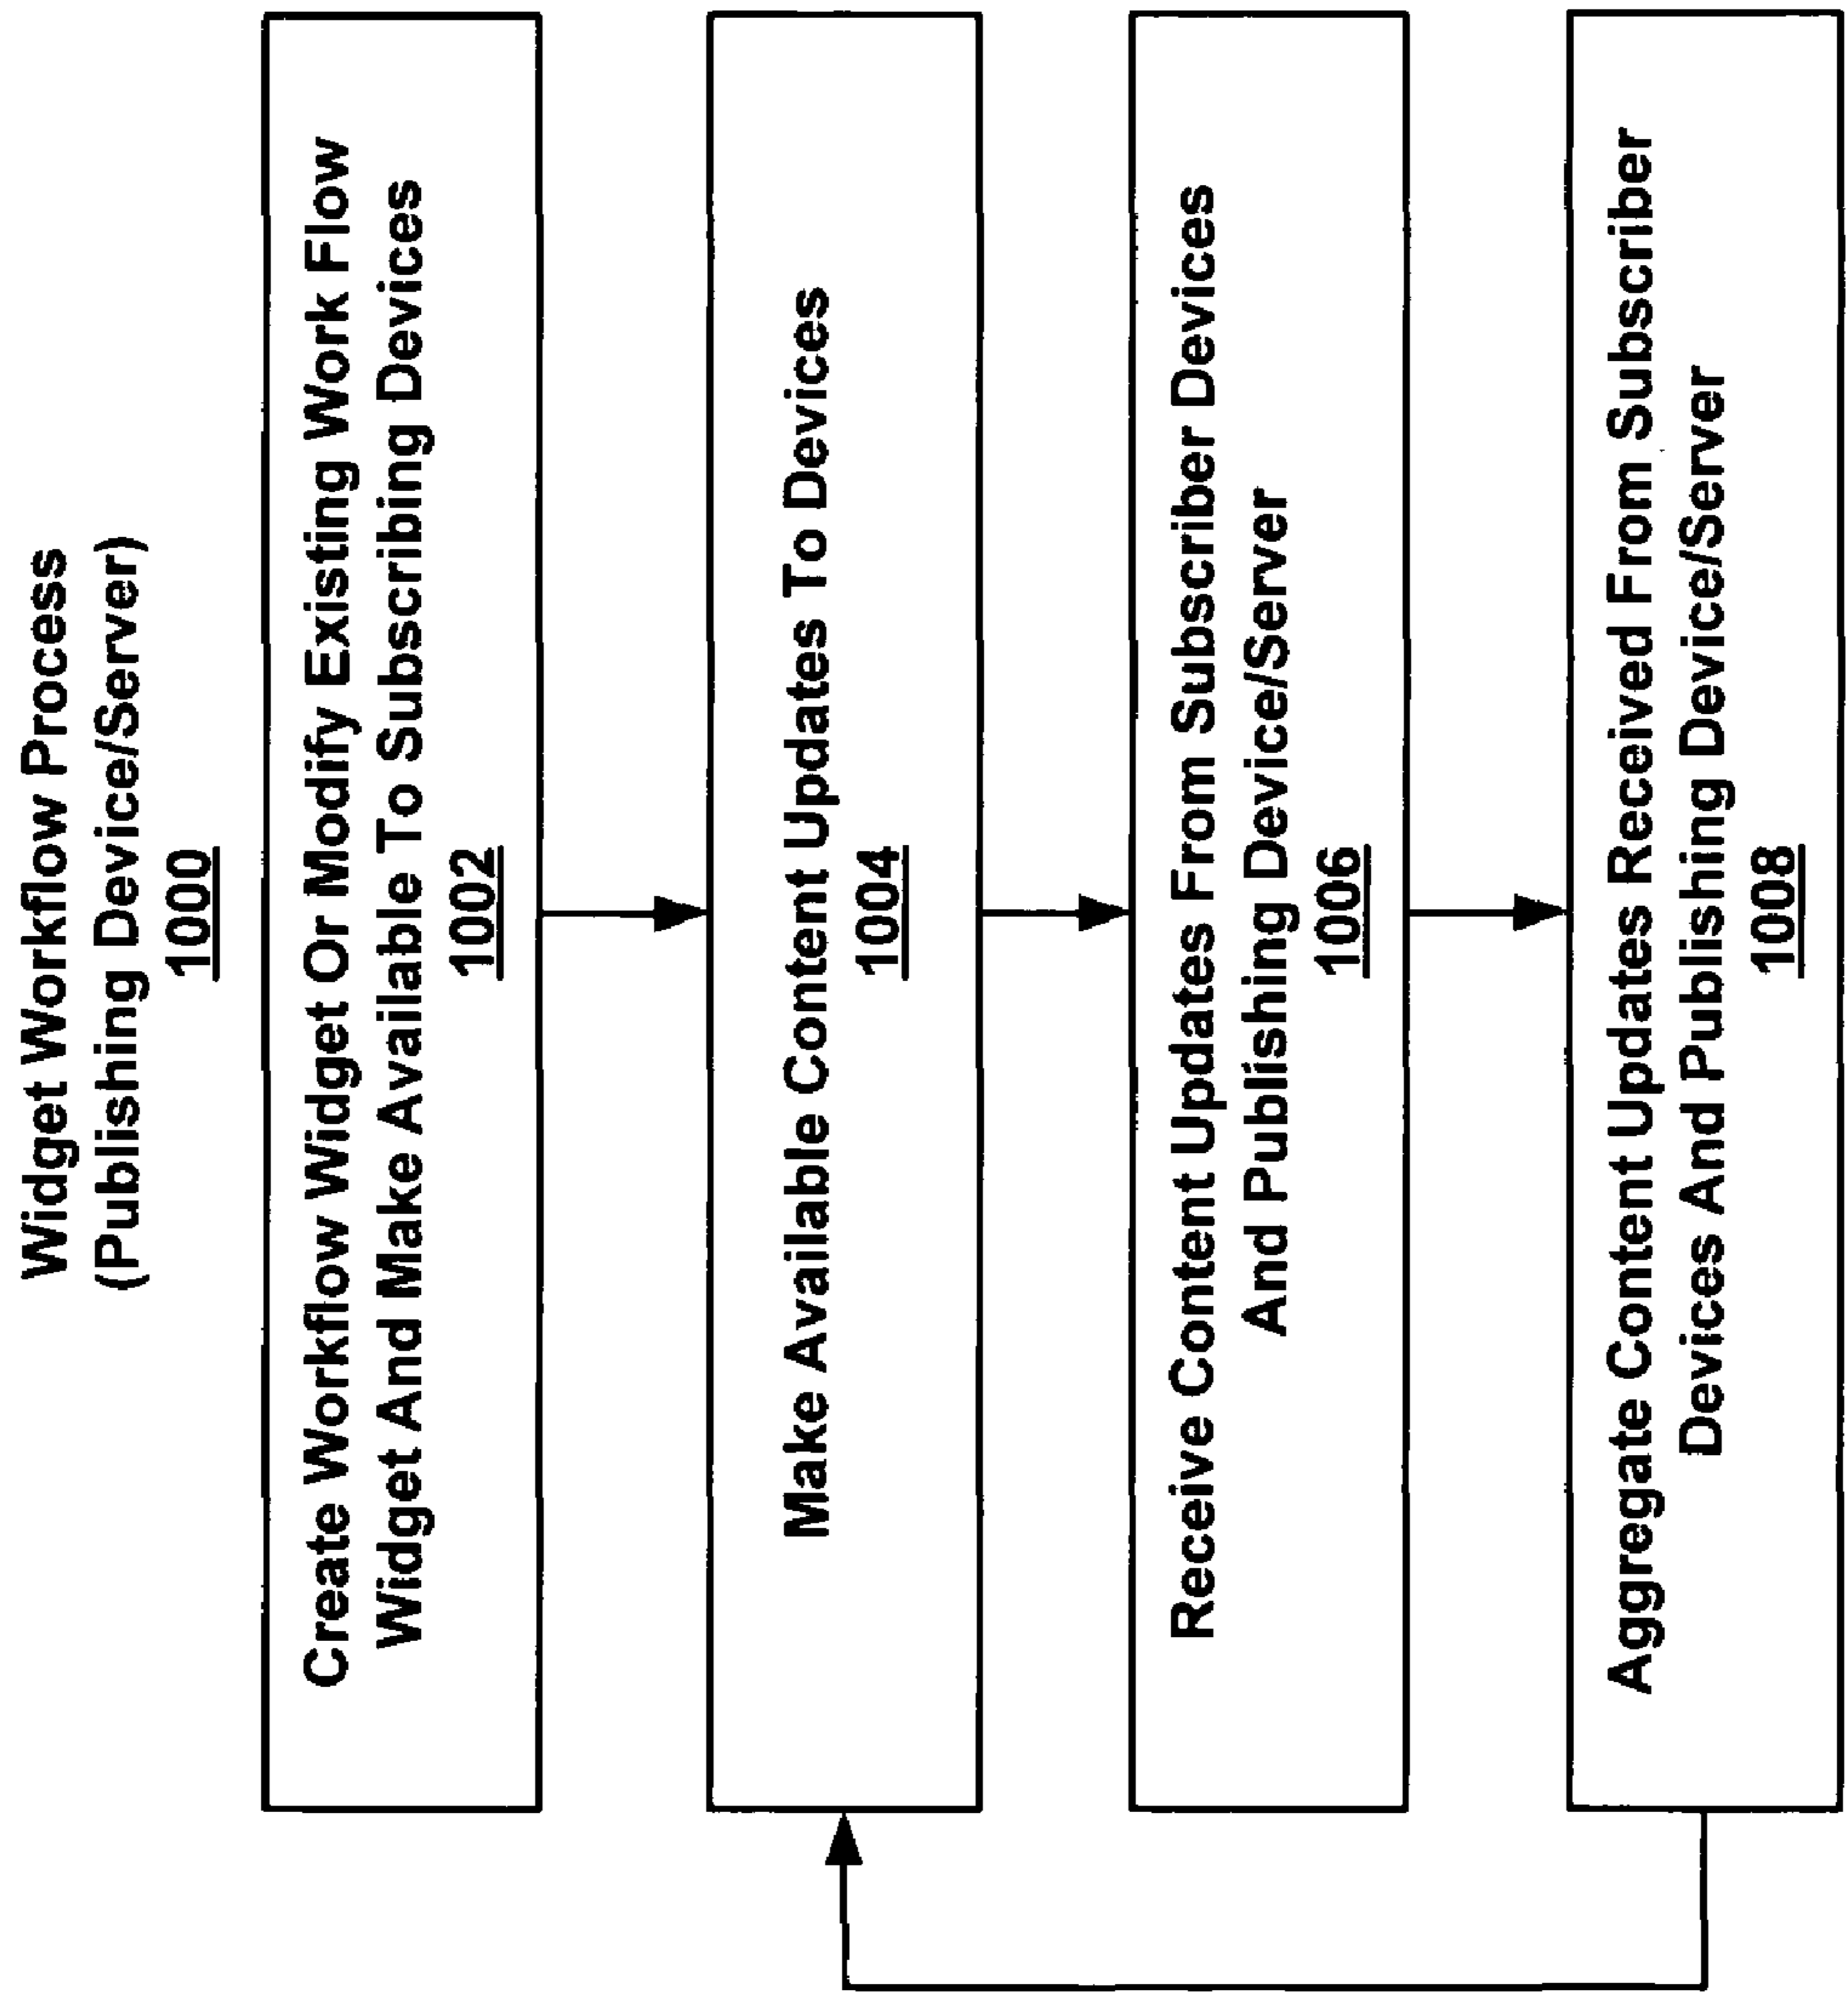 Widget Workflow Process
(Publishing Device/Server)
1000
Create Workflow Widget Or Modify Existing Work Flow
Widget And Make Available To Subscribing Devices
1002
Make Available Content Updates To Devices
1004
Receive Content Updates From Subscriber Devices
And Publishing Device/Server
1006
Aggregate Content Updates Received From Subscriber
Devices And Publishing Device/Server
1008